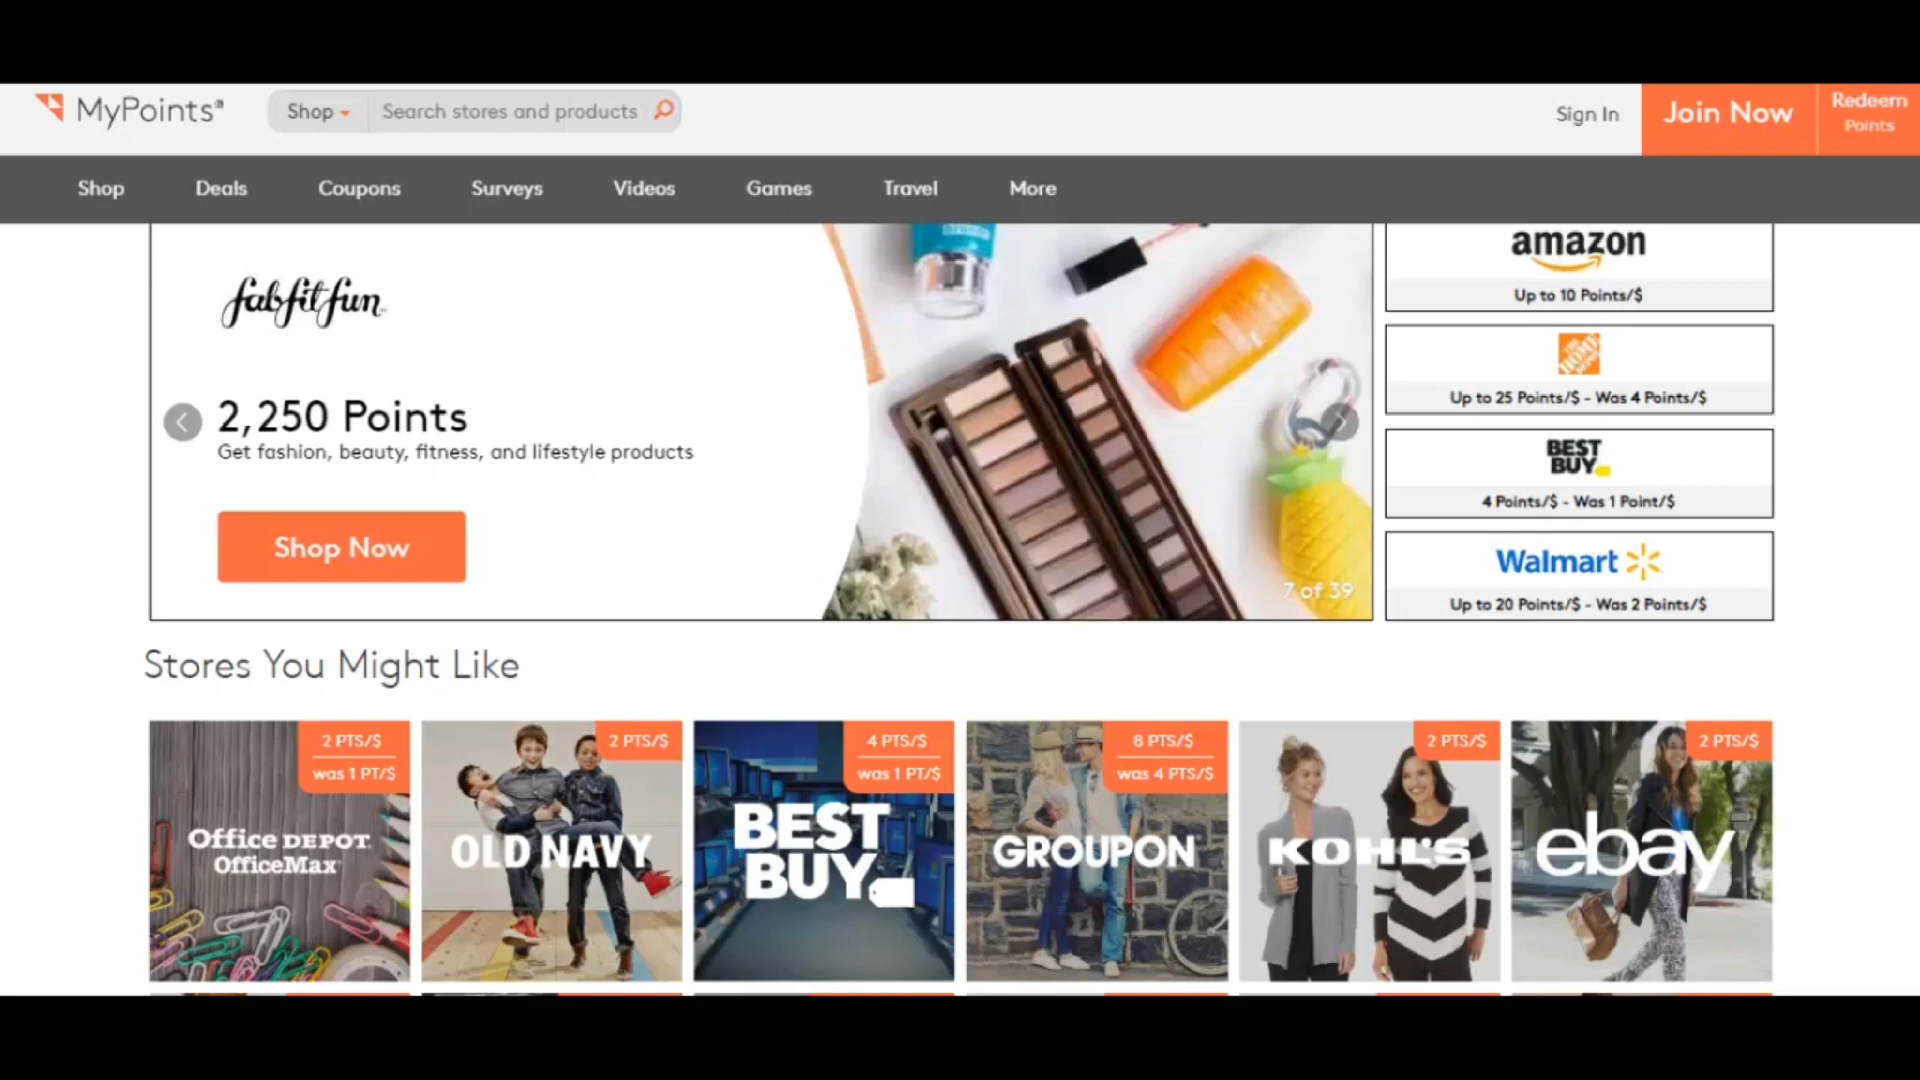 MyPoints®
Shop
Search stores and products
Sign In
Join Now
Redeem
Points
Shop
Deals
Coupons
Surveys
Videos
Games
Travel
More
fabfitfun
2,250 Points
Get fashion, beauty, fitness, and lifestyle products
Shop Now
7 of 39
amazon
Up to 10 Points/$
THE HOME DEPOT
Up to 25 Points/$ - Was 4 Points/$
BEST
BUY
4 Points/$ - Was 1 Point/$
Walmart
Up to 20 Points/$ - Was 2 Points/$
Stores You Might Like
2 PTS/$
was 1 PT/$
Office DEPOT
OfficeMax
2 PTS/$
OLD NAVY
4 PTS/$
was 1 PT/$
BEST
BUY
8 PTS/$
was 4 PTS/$
GROUPON
2 PTS/$
KOHL'S
2 PTS/$
ebay